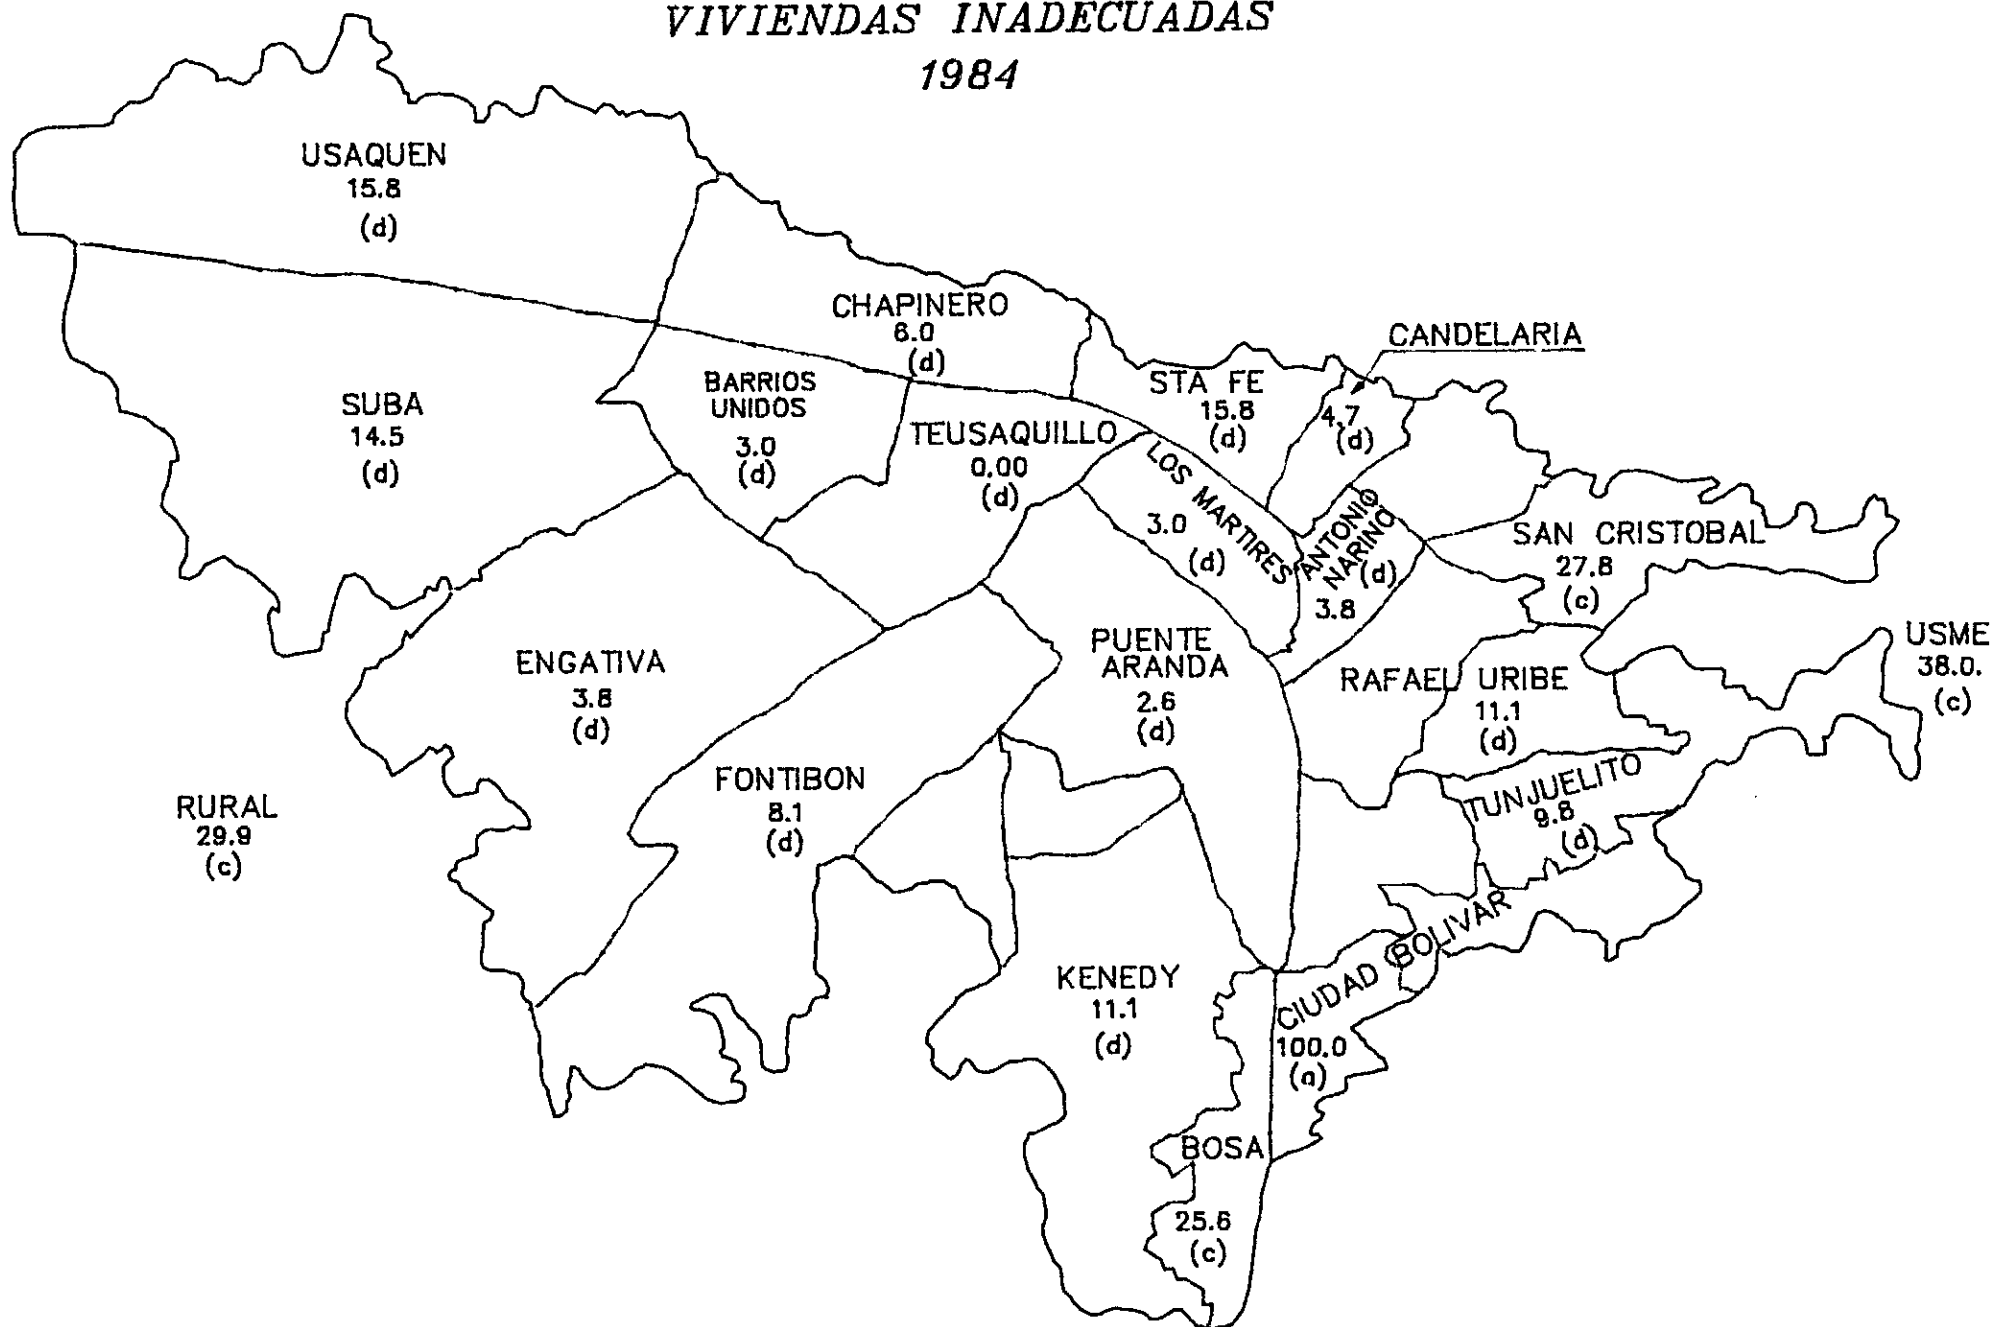 VIVIENDAS INADECUADAS
1984
USAQUEN
15.8
(d)
CHAPINERO
6.0
(d)
CANDELARIA
4.7
(d)
STA FE
15.8
(d)
SUBA
14.5
(d)
BARRIOS
UNIDOS
3.0
(d)
TEUSAQUILLO
0.00
(d)
LOS MARTIRES
3.0
(d)
ANTONIO
NARINO
(d)
3.8
SAN CRISTOBAL
27.8
(c)
USME
38.0.
(c)
ENGATIVA
3.8
(d)
PUENTE
ARANDA
2.6
(d)
RAFAEL URIBE
11.1
(d)
RURAL
29.9
(c)
FONTIBON
8.1
(d)
TUNJUELITO
9.8
(d)
KENEDY
11.1
(d)
CIUDAD BOLIVAR
100.0
(a)
BOSA
25.6
(c)